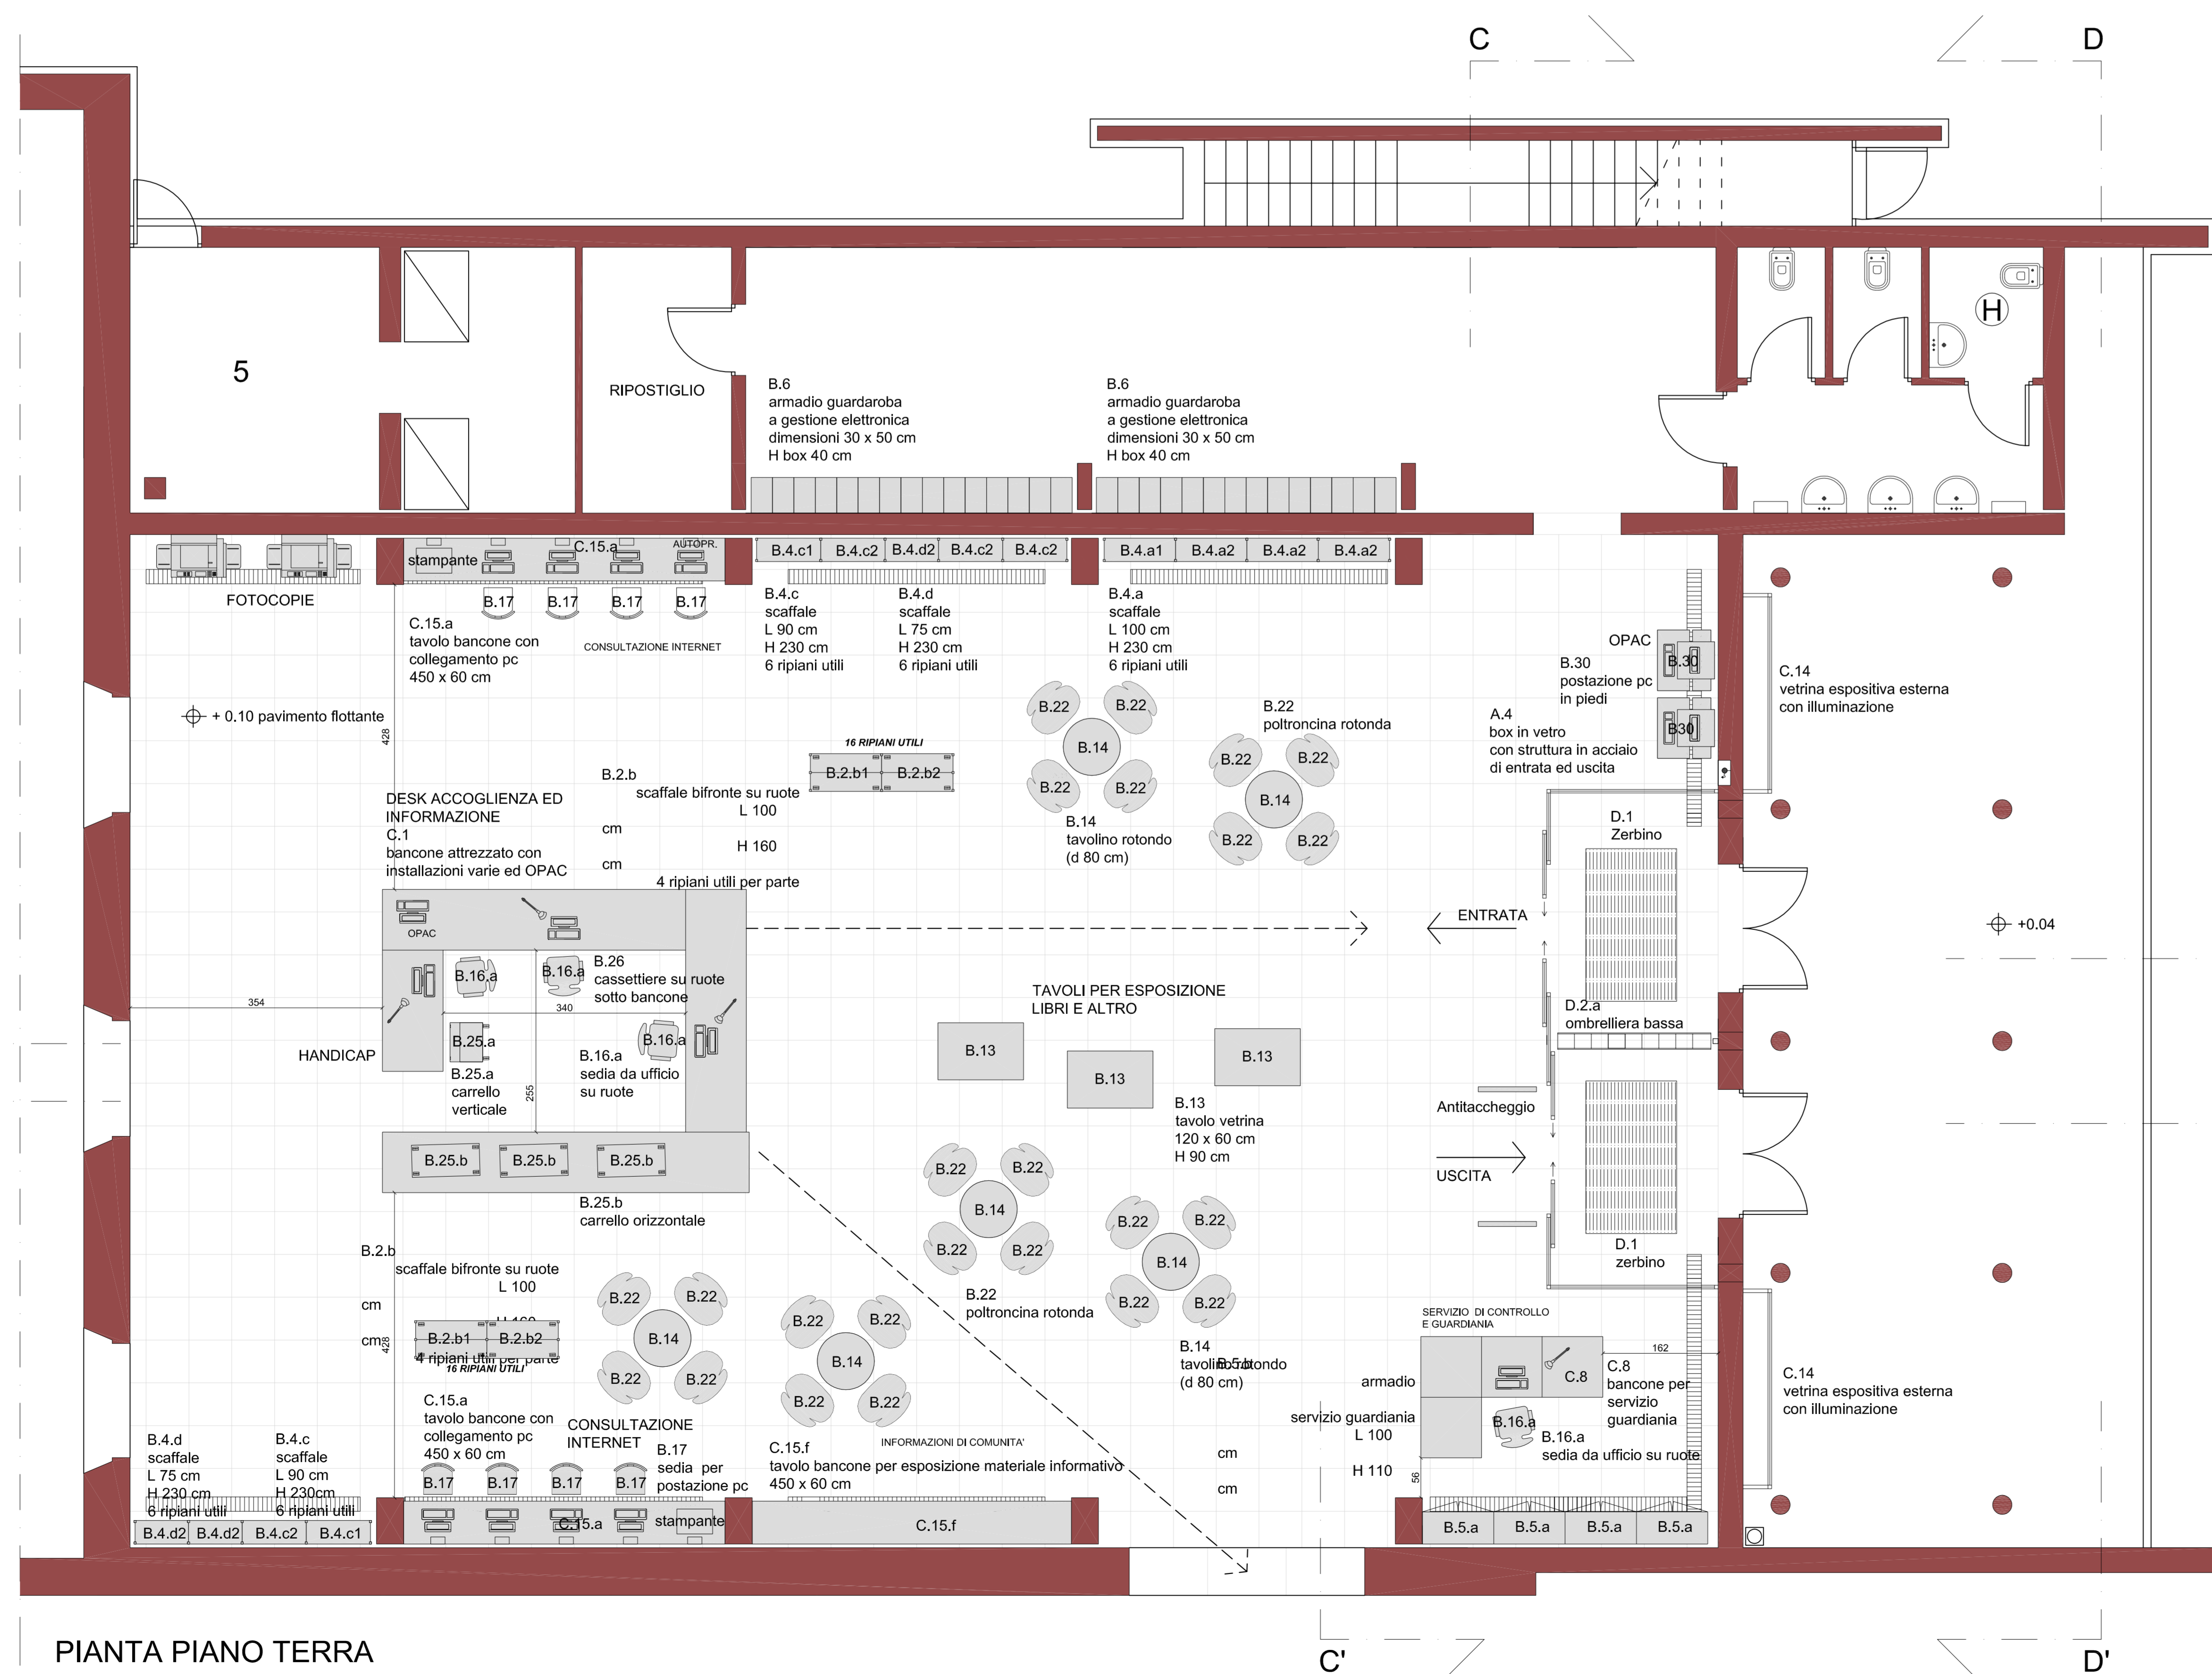 C
D
5
RIPOSTIGLIO
B.6
armadio guardaroba
a gestione elettronica
dimensioni 30 x 50 cm
H box 40 cm
B.6
armadio guardaroba
a gestione elettronica
dimensioni 30 x 50 cm
H box 40 cm
H
FOTOCOPIE
stampante
C.15.a
AUTOPR.
B.17 B.17 B.17 B.17
C.15.a
tavolo bancone con
collegamento pc
450 x 60 cm
CONSULTAZIONE INTERNET
B.4.c1 B.4.c2 B.4.d2 B.4.c2 B.4.c2
B.4.c
scaffale
L 90 cm
H 230 cm
6 ripiani utili
B.4.d
scaffale
L 75 cm
H 230 cm
6 ripiani utili
B.4.a1 B.4.a2 B.4.a2 B.4.a2
B.4.a
scaffale
L 100 cm
H 230 cm
6 ripiani utili
OPAC
B.30
B.30
postazione pc
in piedi
B30
C.14
vetrina espositiva esterna
con illuminazione
+ 0.10 pavimento flottante
428
16 RIPIANI UTILI
B.2.b1 B.2.b2
B.2.b
scaffale bifronte su ruote
L 100
cm
H 160
cm
4 ripiani utili per parte
B.22 B.22
B.14
B.22 B.22
B.14
tavolino rotondo
(d 80 cm)
B.22
poltroncina rotonda
B.22 B.22
B.14
B.22 B.22
A.4
box in vetro
con struttura in acciaio
di entrata ed uscita
D.1
Zerbino
DESK ACCOGLIENZA ED
INFORMAZIONE
C.1
bancone attrezzato con
installazioni varie ed OPAC
OPAC
B.16.a
B.16.a
B.26
cassettiere su ruote
sotto bancone
354
340
HANDICAP
B.25.a
B.25.a
carrello
verticale
255
B.16.a
B.16.a
sedia da ufficio
su ruote
B.25.b B.25.b B.25.b
B.25.b
carrello orizzontale
ENTRATA
+0.04
TAVOLI PER ESPOSIZIONE
LIBRI E ALTRO
B.13
B.13
B.13
B.13
tavolo vetrina
120 x 60 cm
H 90 cm
D.2.a
ombrelliera bassa
Antitaccheggio
USCITA
D.1
zerbino
B.22 B.22
B.14
B.22 B.22
B.22
poltroncina rotonda
B.22 B.22
B.14
B.22 B.22
B.14
tavolino rotondo
(d 80 cm)
B.5.b
armadio
servizio guardiania
L 100
cm
H 110
cm
B.2.b
scaffale bifronte su ruote
L 100
cm
H 160
cm
428
B.2.b1 B.2.b2
4 ripiani utili per parte
16 RIPIANI UTILI
B.22 B.22
B.14
B.22 B.22
B.22 B.22
B.14
B.22 B.22
SERVIZIO DI CONTROLLO
E GUARDIANIA
162
C.8
C.8
bancone per
servizio
guardiania
B.16.a
B.16.a
sedia da ufficio su ruote
56
C.14
vetrina espositiva esterna
con illuminazione
B.4.d
scaffale
L 75 cm
H 230 cm
6 ripiani utili
B.4.c
scaffale
L 90 cm
H 230cm
6 ripiani utili
C.15.a
tavolo bancone con
collegamento pc
450 x 60 cm
CONSULTAZIONE
INTERNET
B.17
sedia per
postazione pc
B.17 B.17 B.17 B.17
C.15.f
tavolo bancone per esposizione materiale informativo
450 x 60 cm
INFORMAZIONI DI COMUNITA'
B.4.d2 B.4.d2 B.4.c2 B.4.c1
C.15.a
stampante
C.15.f
B.5.a B.5.a B.5.a B.5.a
PIANTA PIANO TERRA
C'
D'